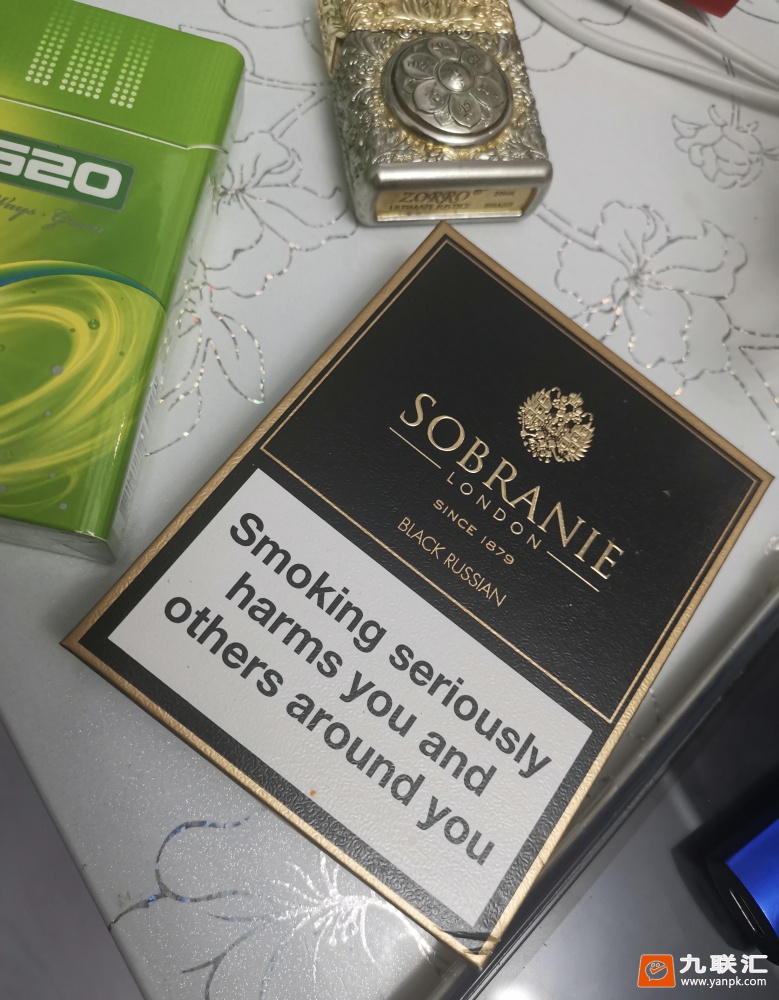 520
ZORRO
SOBRANIE
LONDON
SINCE 1879
BLACK RUSSIAN
Smoking seriously
harms you and
others around you
九联汇
www.yanpk.com